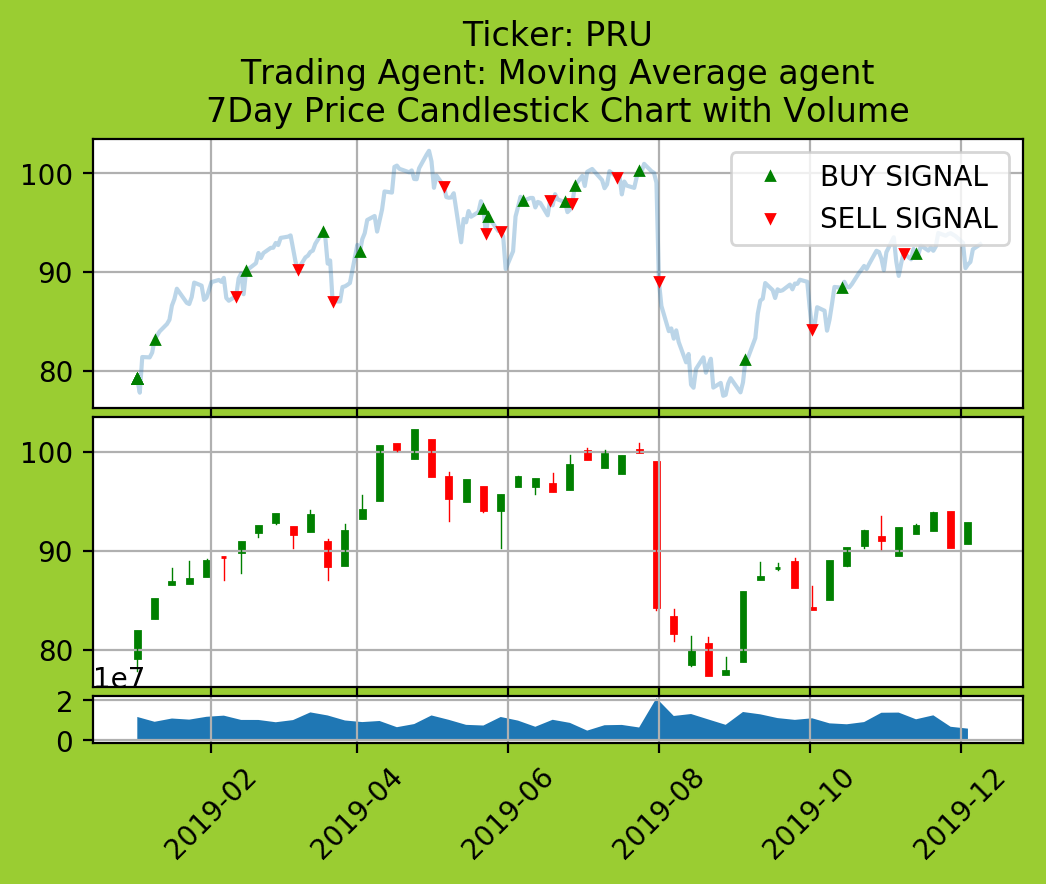 Ticker: PRU
Trading Agent: Moving Average agent
7Day Price Candlestick Chart with Volume
100
90
80
BUY SIGNAL
SELL SIGNAL
100
90
80
1e7
2
0
2019-02
2019-04
2019-06
2019-08
2019-10
2019-12